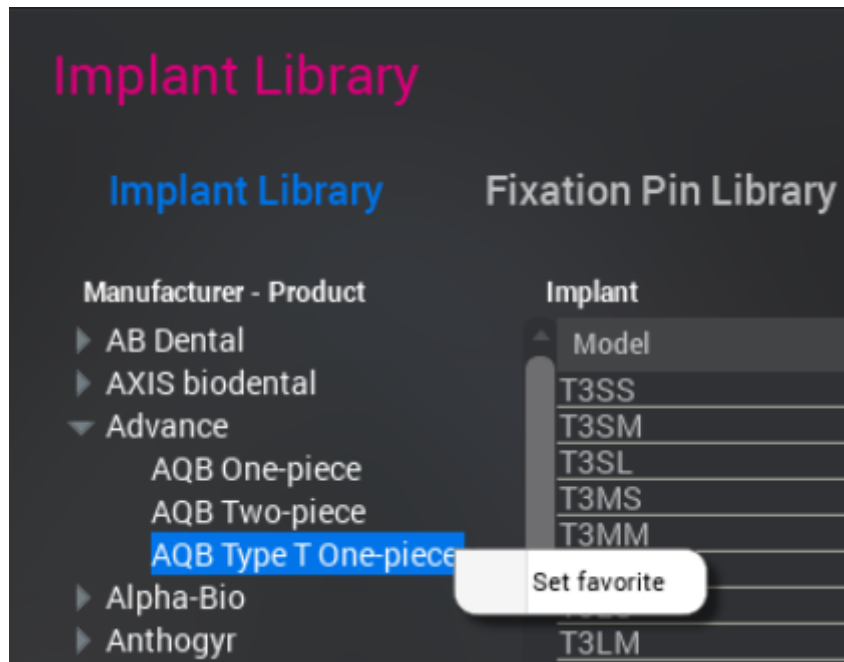 Implant Library
Implant Library
Fixation Pin Library
Manufacturer - Product
AB Dental
AXIS biodental
Advance
AQB One-piece
AQB Two-piece
AQB Type T One-piece
Alpha-Bio
Anthogyr
Implant
Model
T3SS
T3SM
T3SL
T3MS
T3MM
T3LM
Set favorite